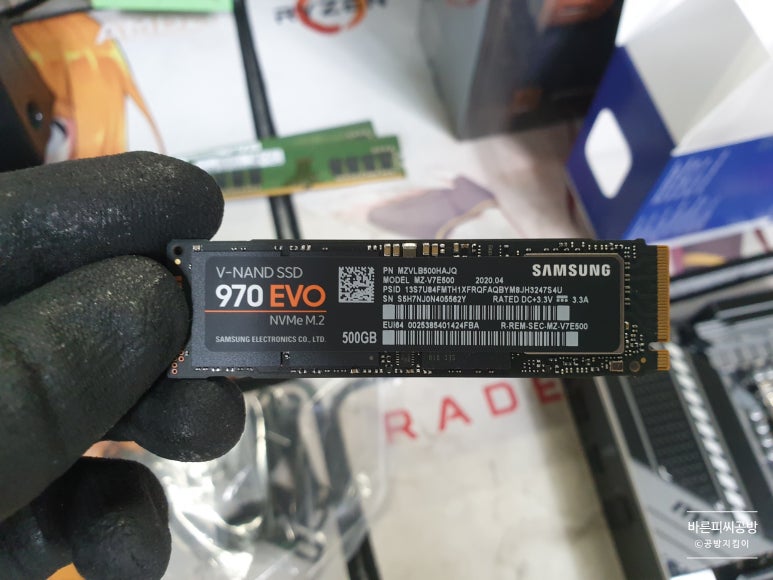 RYZEN
V-NAND SSD
970 EVO
NVMe M.2
SAMSUNG ELECTRONICS CO., LTD.
500GB
PN MZVLB500HAJQ
MODEL MZ-V7E500 2020.04
PSID 13S7U84FMTH1XFRQFAQBYM8JH3247S4U
SN S5H7NJ0N405562Y RATED DC+3.3V 3.3A
EUI64 0025385401424FBA R-REM-SEC-MZ-V7E500
SAMSUNG
RADE
바른피씨공방
©공방지킴이